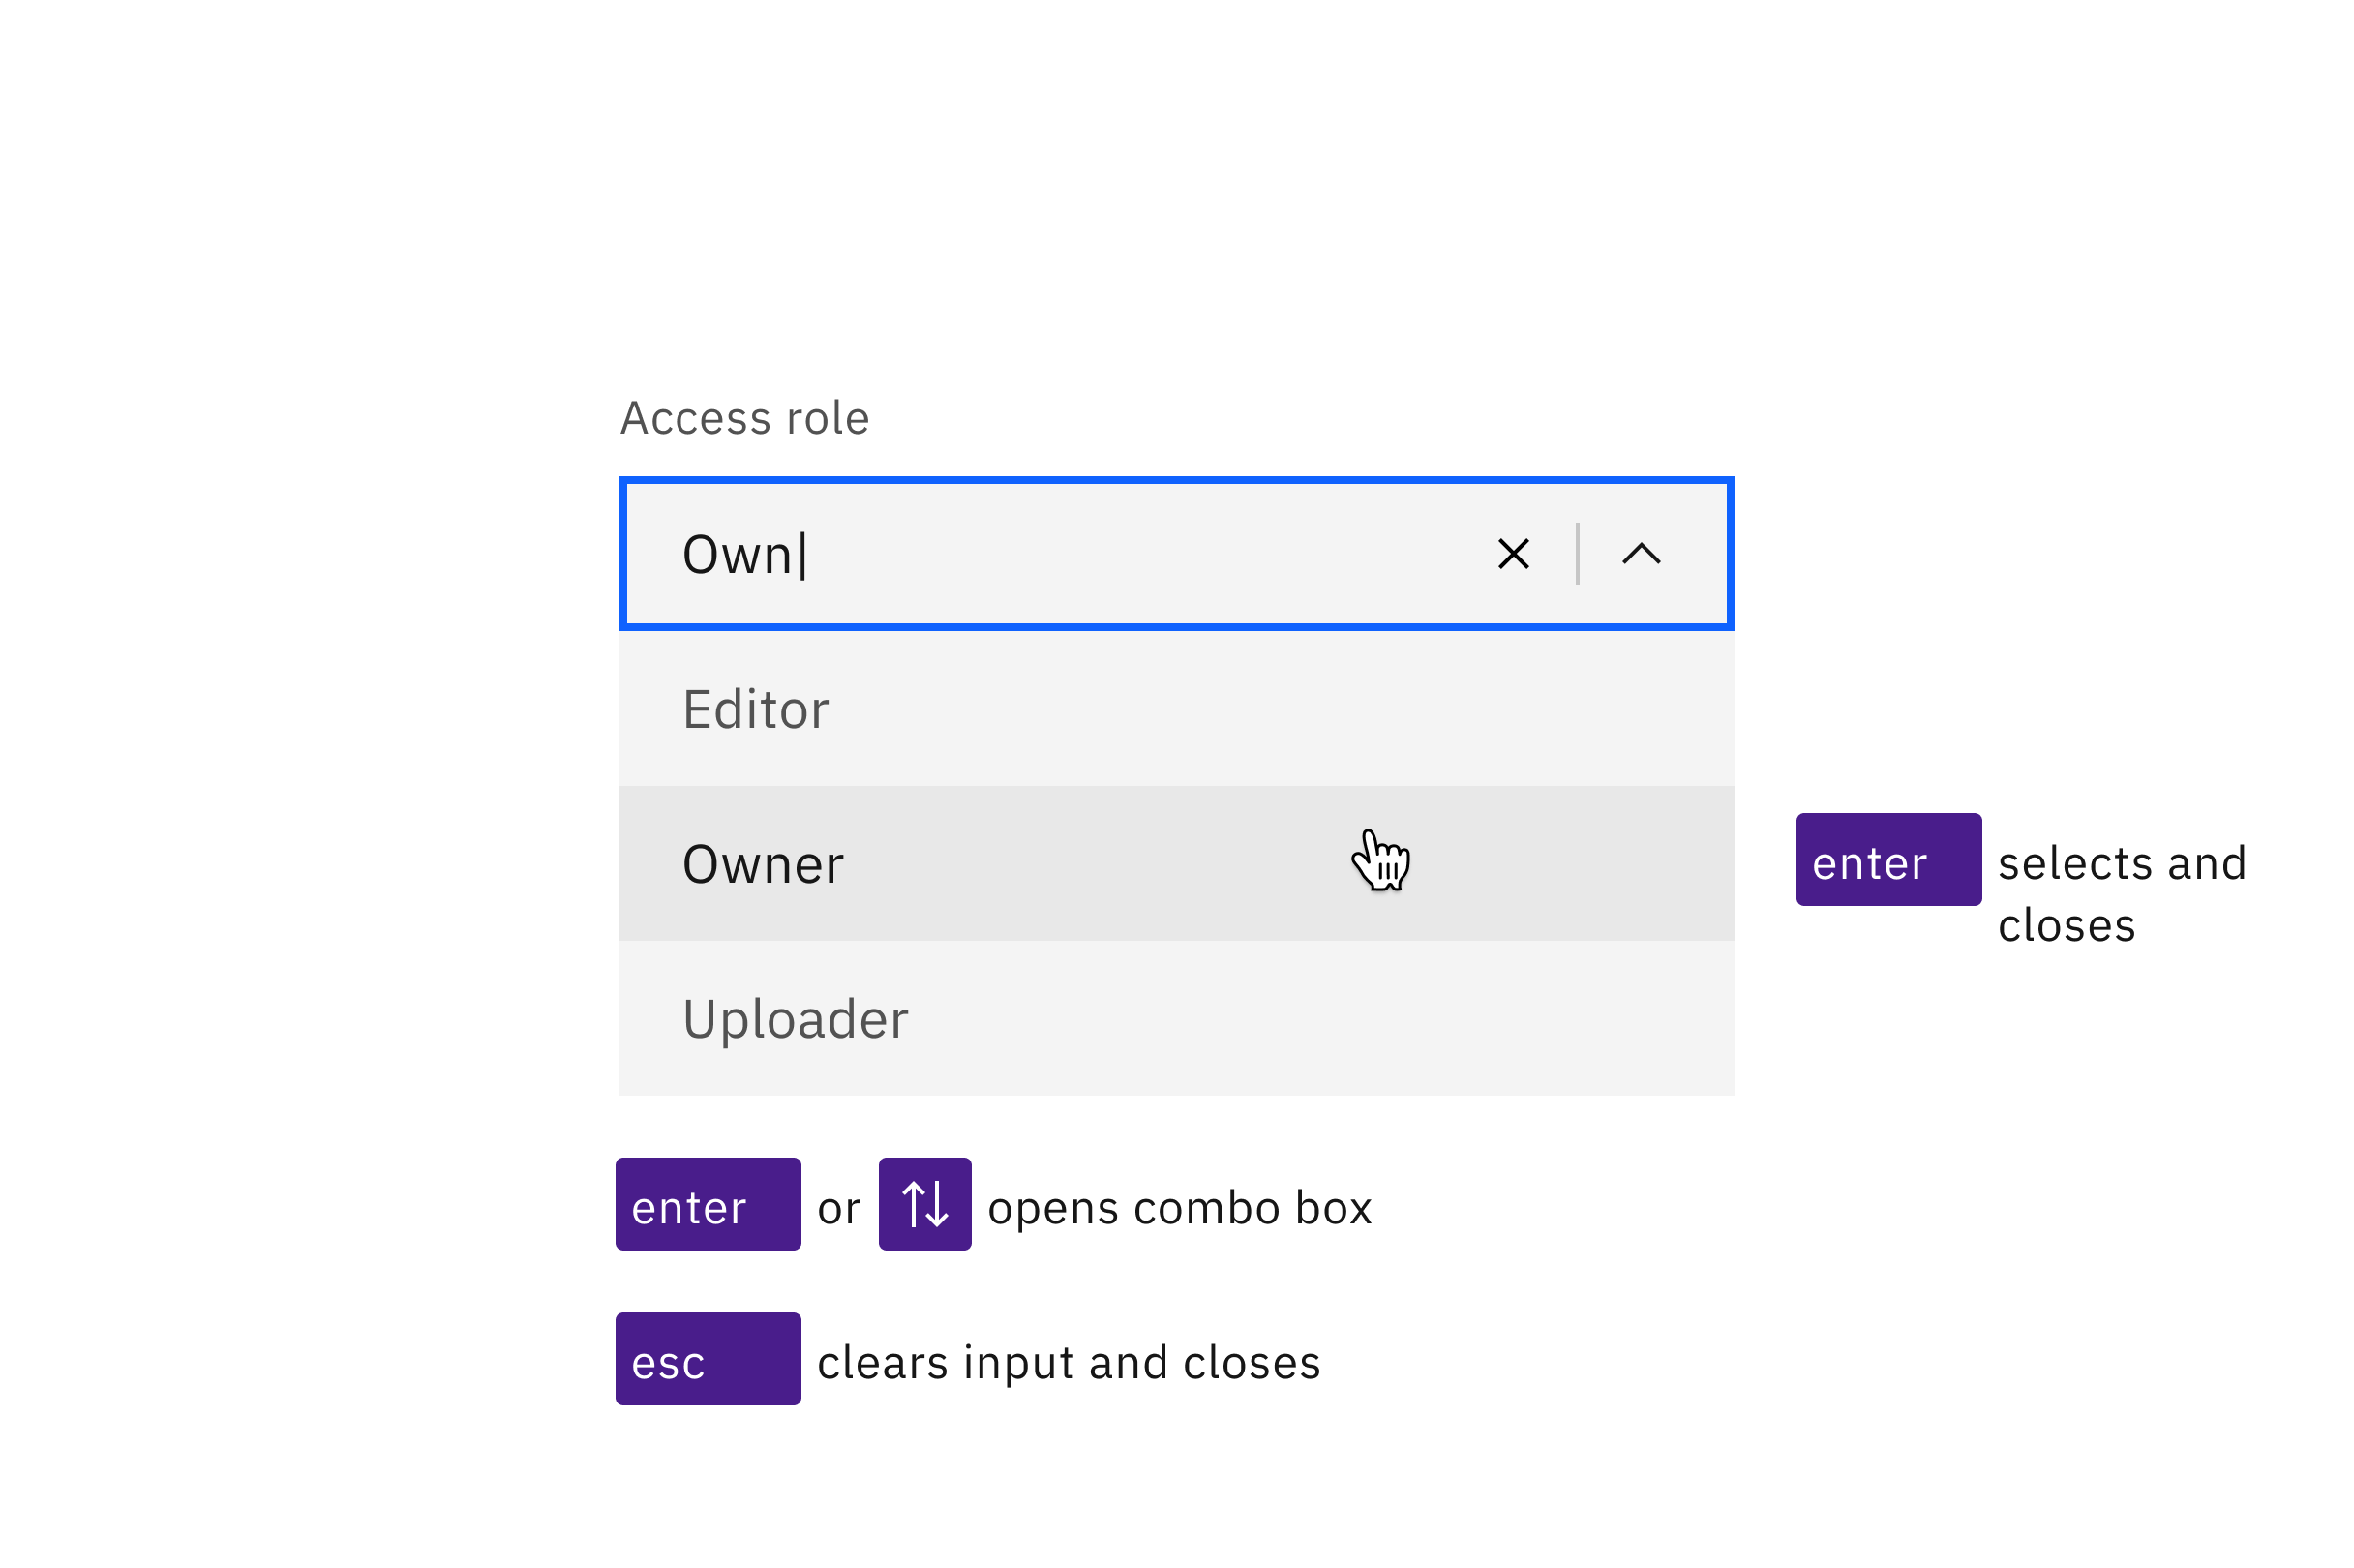 Access role
Own
Editor
Owner
enter selects and
closes
Uploader
enter or ↑↓ opens combo box
esc clears input and closes